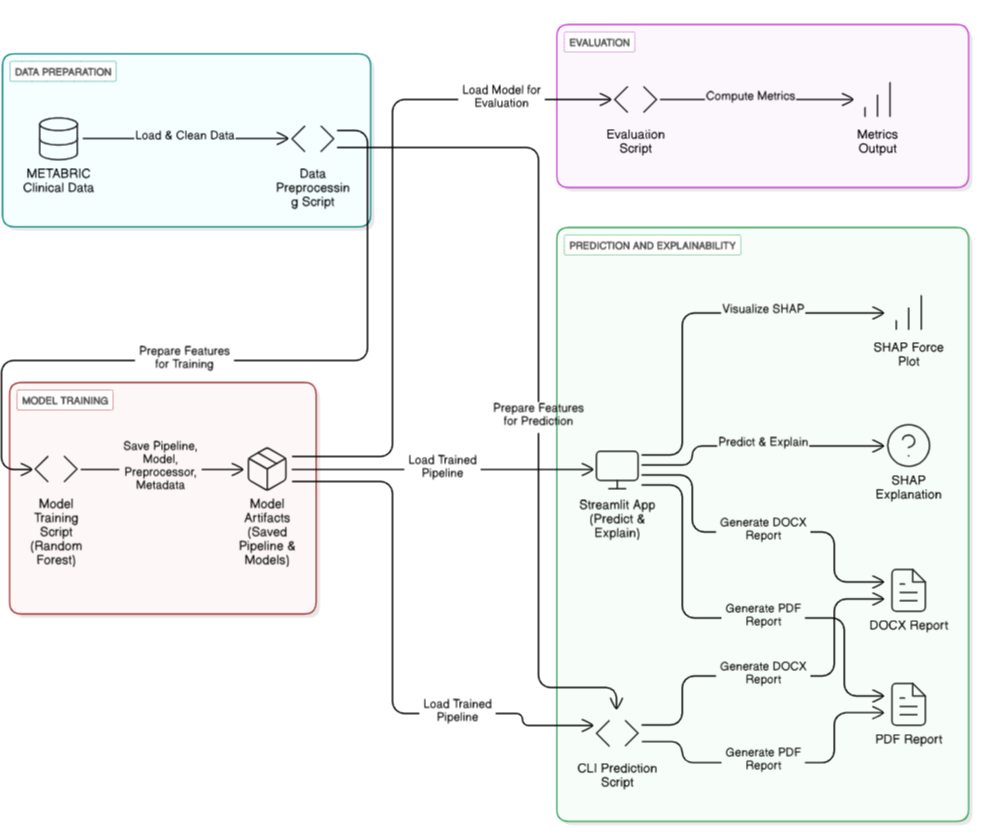 DATA PREPARATION
Load & Clean Data
METABRIC
Clinical Data
Data
Preprocessin
g Script
EVALUATION
Load Model for
Evaluation
Compute Metrics
Evaluation
Script
Metrics
Output
Prepare Features
for Training
MODEL TRAINING
Save Pipeline,
Model,
Preprocessor,
Metadata
Model
Training
Script
(Random
Forest)
Model
Artifacts
(Saved
Pipeline &
Models)
Prepare Features
for Prediction
Load Trained
Pipeline
Load Trained
Pipeline
PREDICTION AND EXPLAINABILITY
Visualize SHAP
SHAP Force
Plot
Predict & Explain
SHAP
Explanation
Streamlit App
(Predict &
Explain)
Generate DOCX
Report
DOCX Report
Generate PDF
Report
Generate DOCX
Report
PDF Report
Generate PDF
Report
CLI Prediction
Script